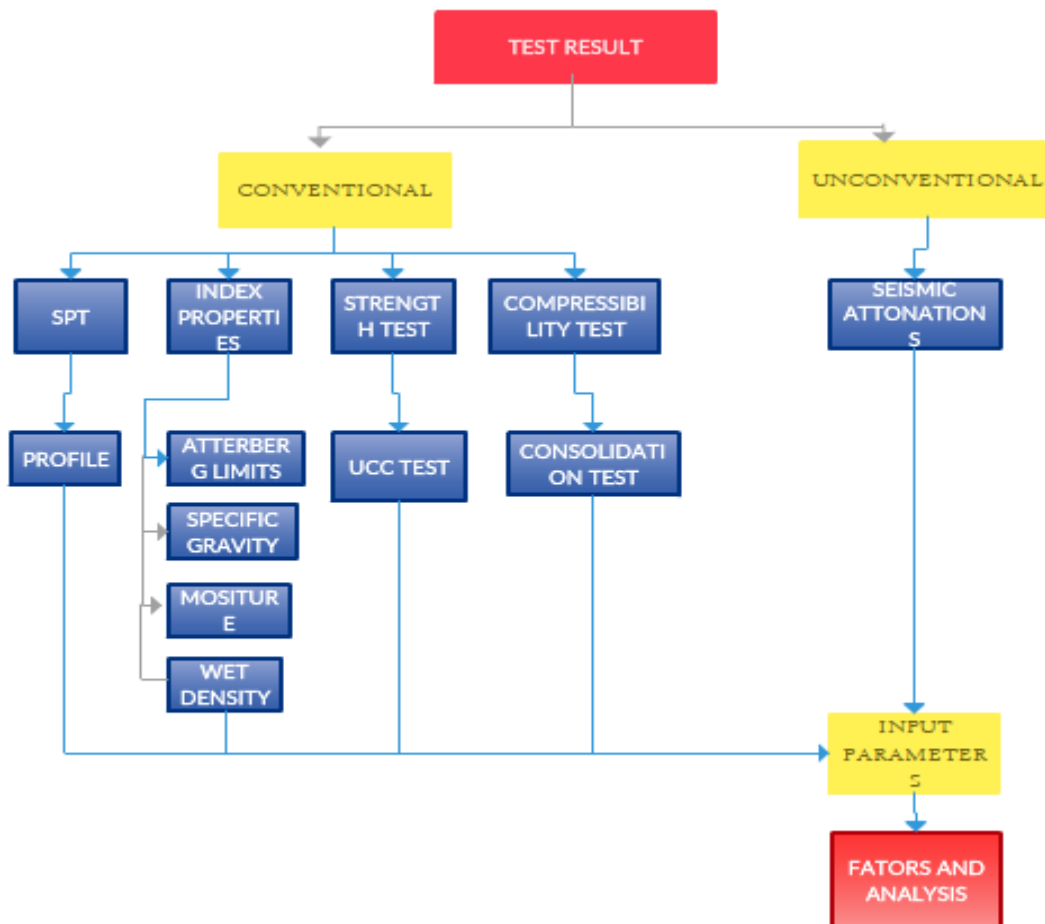 TEST RESULT
CONVENTIONAL
UNCONVENTIONAL
SPT
INDEX
PROPERTI
ES
STRENGT
H TEST
COMPRESSIBI
LITY TEST
SEISMIC
ATTONATION
S
PROFILE
ATTERBER
G LIMITS
UCC TEST
CONSOLIDATI
ON TEST
SPECIFIC
GRAVITY
MOSITUR
E
WET
DENSITY
INPUT
PARAMETER
S
FATORS AND
ANALYSIS